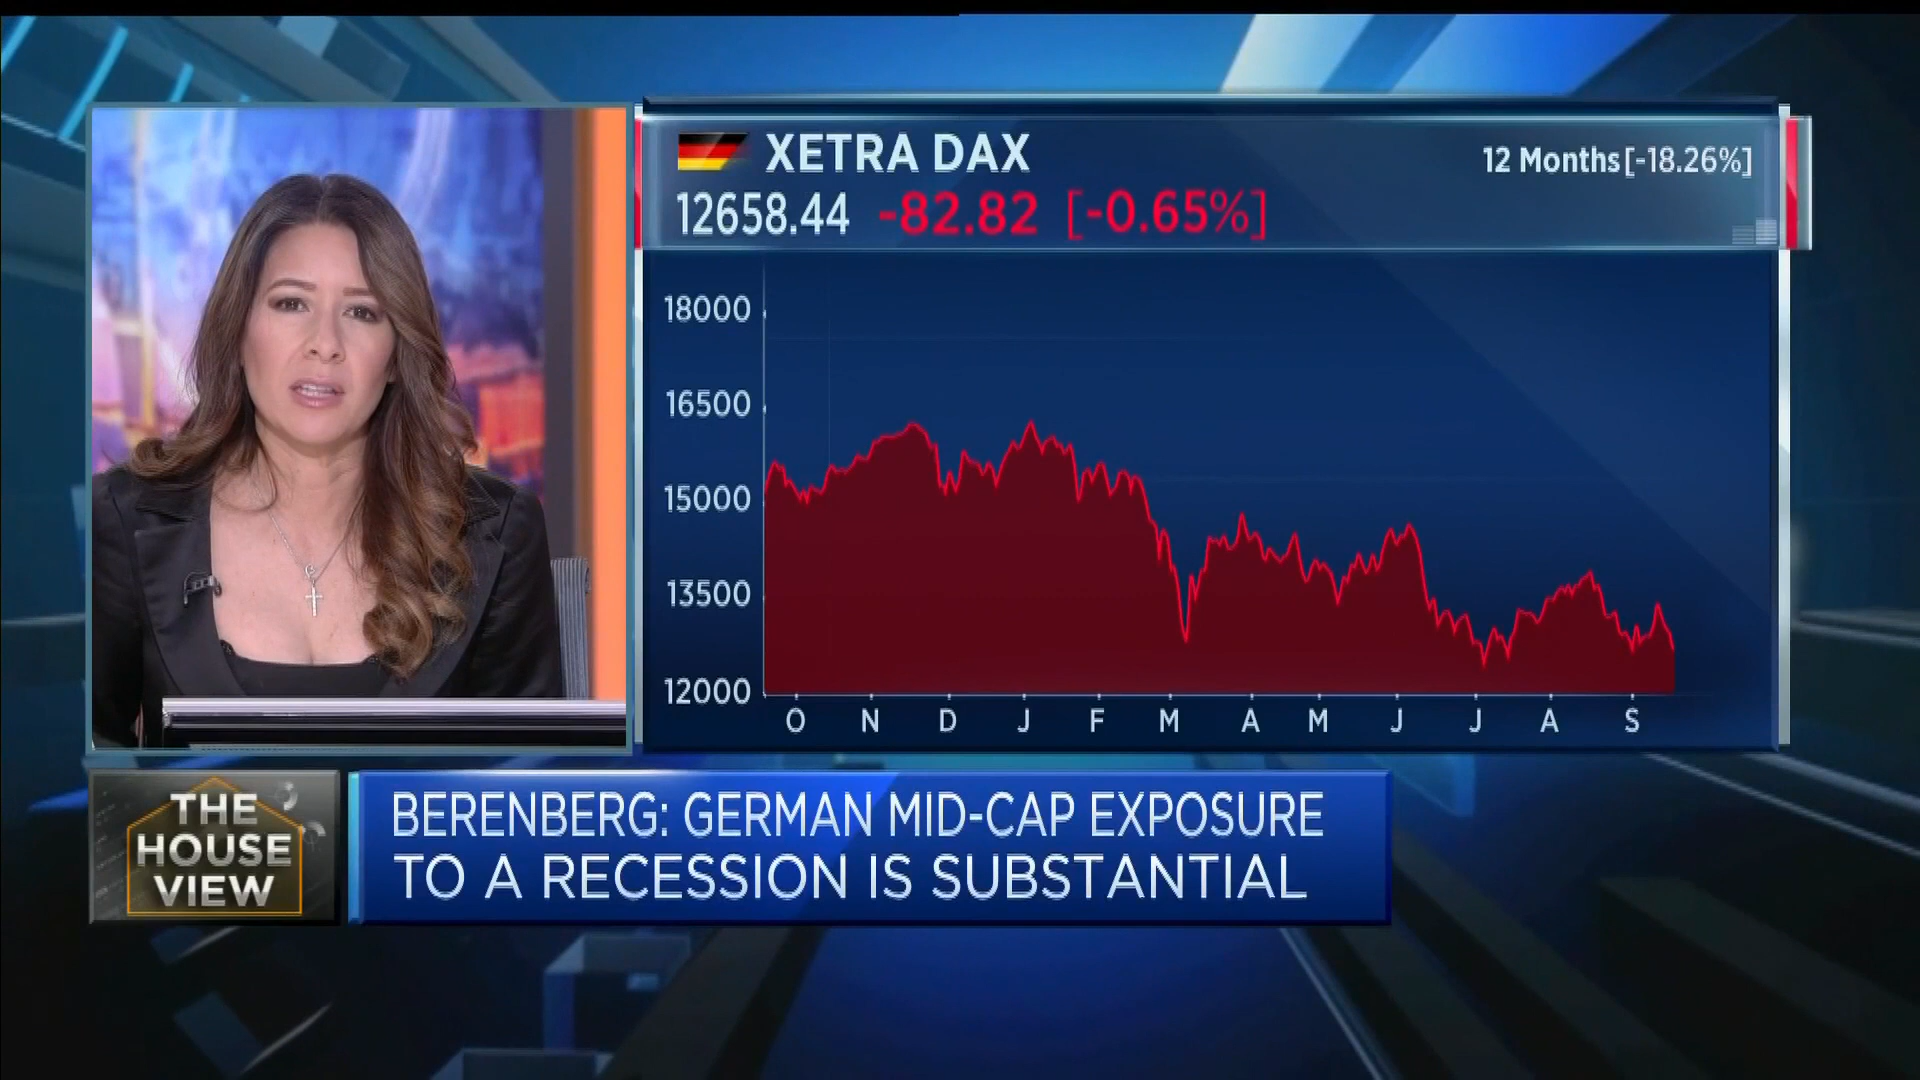 XETRA DAX
12 Months[-18.26%]
12658.44 -82.82 [-0.65%]
18000
16500
15000
13500
12000
O N D J F M A M J J A S
THE
HOUSE
VIEW
BERENBERG: GERMAN MID-CAP EXPOSURE
TO A RECESSION IS SUBSTANTIAL